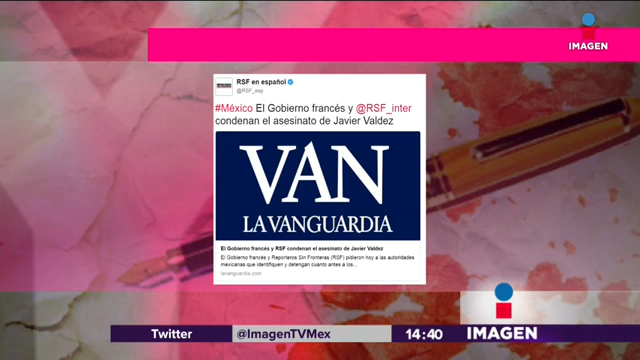 IMAGEN
RSF en español
@RSF_esp
#México El Gobierno francés y @RSF_inter
condenan el asesinato de Javier Valdez
VAN
LA VANGUARDIA
El Gobierno francés y RSF condenan el asesinato de Javier Valdez
El Gobierno francés y Reporteros Sin Fronteras (RSF) pidieron hoy a las autoridades
mexicanas que identifiquen y detengan cuanto antes a los...
lavanguardia.com
Twitter
@ImagenTVMex
14:40
IMAGEN